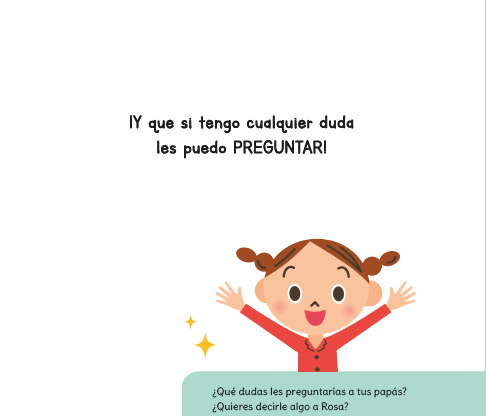 ¡Y que si tengo cualquier duda
les puedo PREGUNTAR!
¿Qué dudas les preguntarías a tus papás?
¿Quieres decirle algo a Rosa?